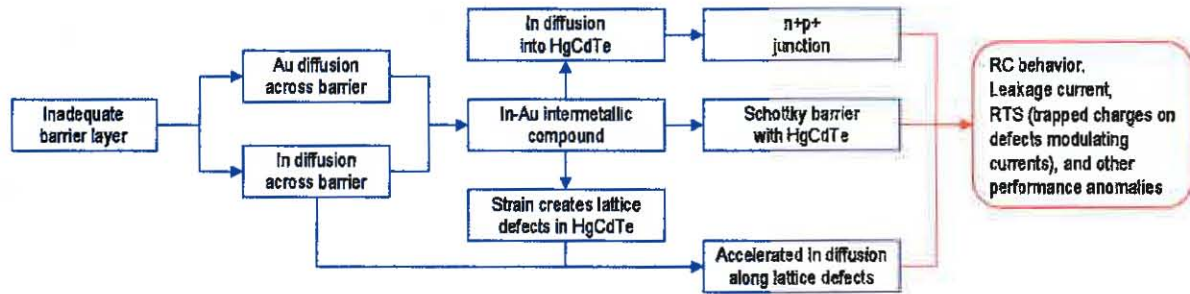 Inadequate
barrier layer
Au diffusion
across barrier
In diffusion
across barrier
In diffusion
into HgCdTe
In-Au intermetallic
compound
Strain creates lattice
defects in HgCdTe
n+p+
junction
Schottky barrier
with HgCdTe
Accelerated In diffusion
along lattice defects
RC behavior,
Leakage current,
RTS (trapped charges on
defects modulating
currents), and other
performance anomalies